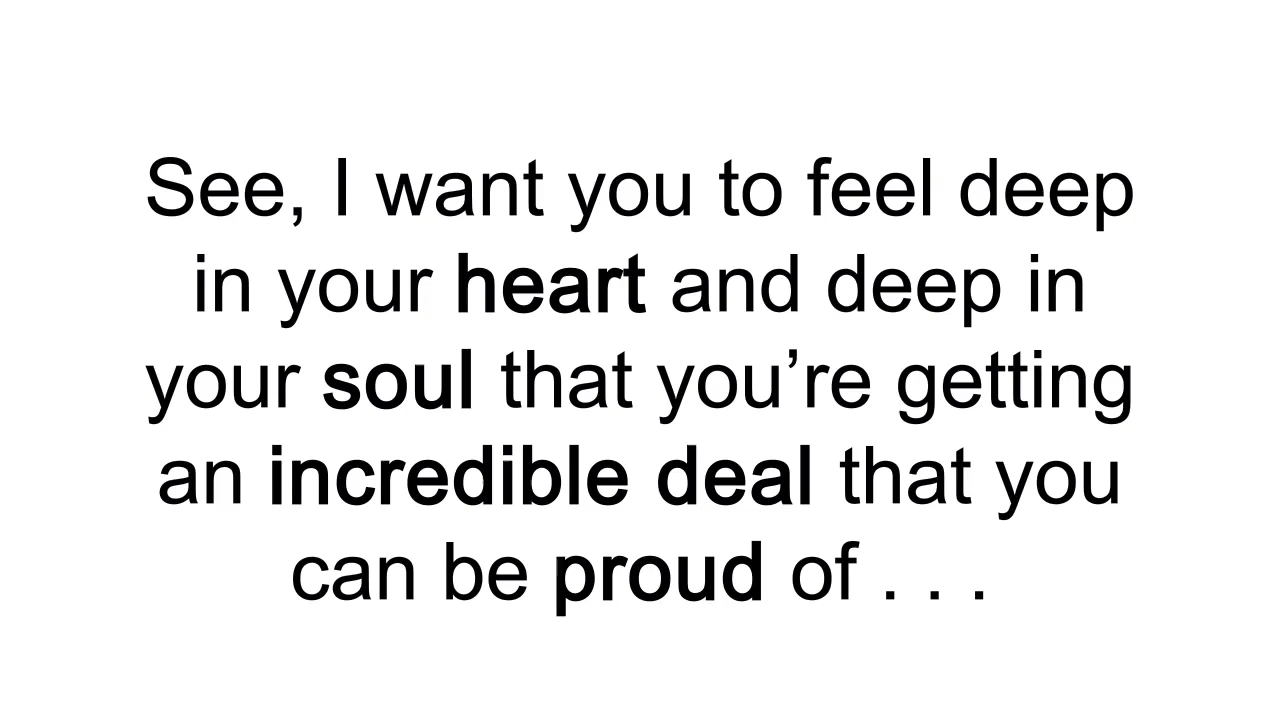 See, I want you to feel deep
in your heart and deep in
your soul that you’re getting
an incredible deal that you
can be proud of . . .